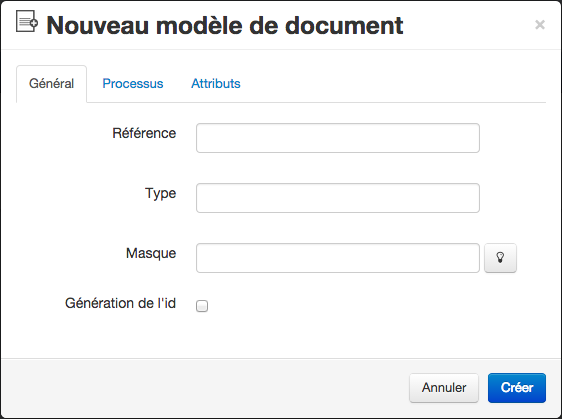 Nouveau modèle de document
×
Général Processus Attributs
Référence
Type
Masque
Génération de l'id
Annuler Créer